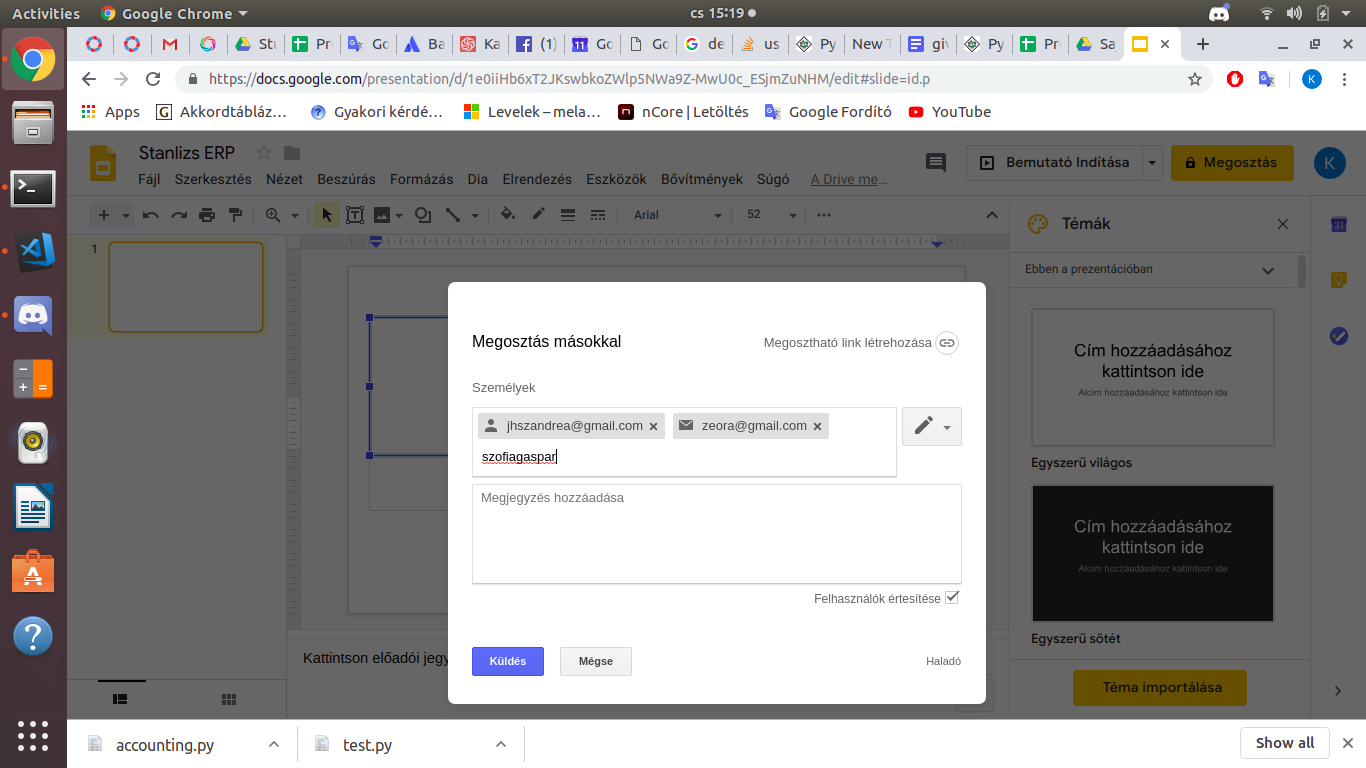 Activities Google Chrome cs 15:19
Stu Pro Go Ba Ka (1) Go Go de us Py New T giv Py Pro Saj
https://docs.google.com/presentation/d/1e0iiHb6xT2JKswbkoZWlp5NWa9Z-MwU0c_ESjmZuNHM/edit#slide=id.p K
Apps Akkordtábláz… Gyakori kérdé… Levelek – mela… nCore | Letöltés Google Fordító YouTube
Stanlizs ERP
Fájl Szerkesztés Nézet Beszúrás Formázás Dia Elrendezés Eszközök Bővítmények Súgó A Drive me…
Bemutató Indítása Megosztás K
Arial 52
Témák
31
1
Ebben a prezentációban
Cím hozzáadásához
kattintson ide
Alcím hozzáadásához kattintson ide
Egyszerű világos
Cím hozzáadásához
kattintson ide
Alcím hozzáadásához kattintson ide
Egyszerű sötét
Téma importálása
Megosztás másokkal Megosztható link létrehozása
Személyek
jhszandrea@gmail.com zeora@gmail.com
szofiagaspar
Megjegyzés hozzáadása
Felhasználók értesítése
Küldés Mégse Haladó
Kattintson előadói jegy
accounting.py test.py Show all